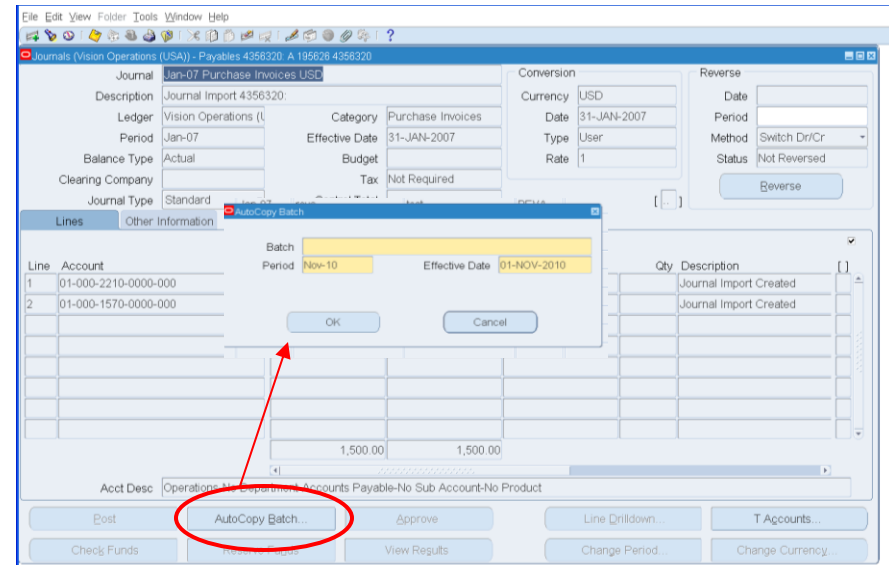 File Edit View Folder Tools Window Help
?
Journals (Vision Operations (USA)) - Payables 4356320: A 195626 4356320
Journal Jan-07 Purchase Invoices USD
Description Journal Import 4356320:
Ledger Vision Operations (U Category Purchase Invoices
Period Jan-07 Effective Date 31-JAN-2007
Balance Type Actual Budget
Clearing Company Tax Not Required
Journal Type Standard
Conversion
Currency USD
Date 31-JAN-2007
Type User
Rate 1
Reverse
Date
Period
Method Switch Dr/Cr
Status Not Reversed
Reverse
[ .. ]
Lines Other Information
AutoCopy Batch
Batch
Period Nov-10 Effective Date 01-NOV-2010
OK Cancel
Line Account Qty Description [ ]
1 01-000-2210-0000-000 Journal Import Created
2 01-000-1570-0000-000 Journal Import Created
1,500.00 1,500.00
Acct Desc Operations-No Department-Accounts Payable-No Sub Account-No Product
Post AutoCopy Batch... Approve Line Drilldown... T Accounts...
Check Funds Reserve Funds View Results Change Period... Change Currency...